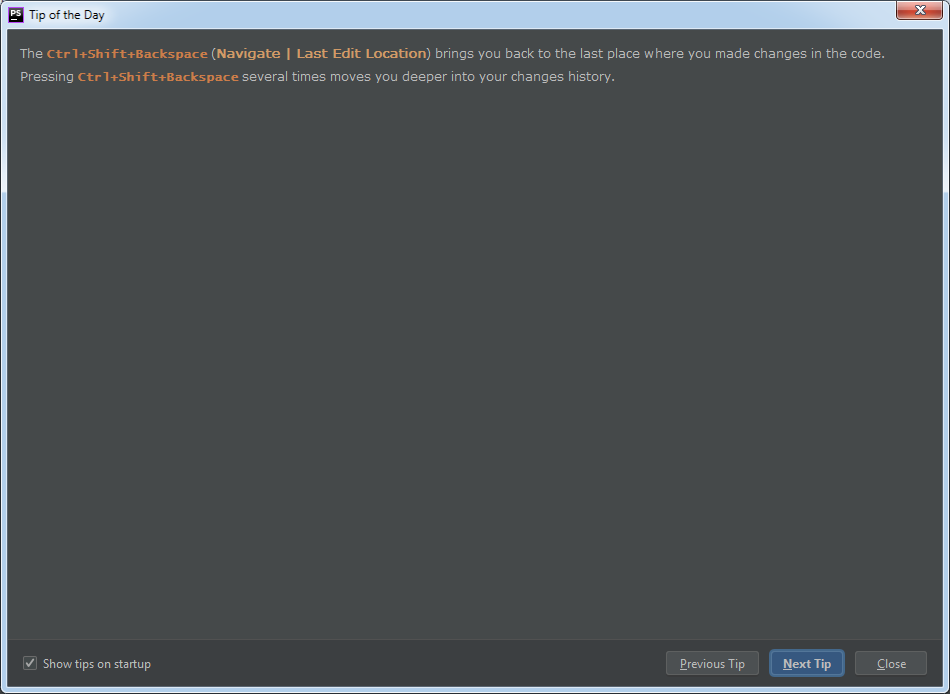 PS
Tip of the Day
The Ctrl+Shift+Backspace (Navigate | Last Edit Location) brings you back to the last place where you made changes in the code.
Pressing Ctrl+Shift+Backspace several times moves you deeper into your changes history.
Show tips on startup
Previous Tip
Next Tip
Close